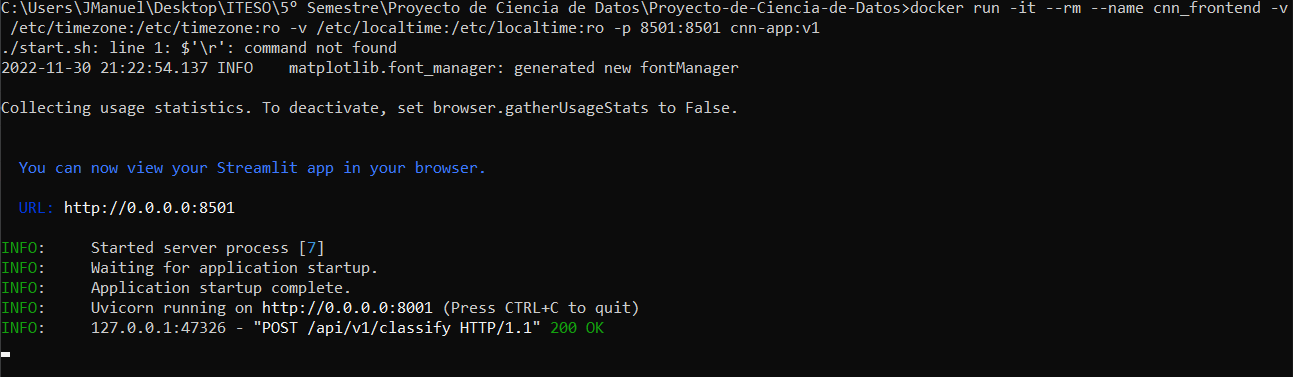 C:\Users\JManuel\Desktop\ITESO\5º Semestre\Proyecto de Ciencia de Datos\Proyecto-de-Ciencia-de-Datos>docker run -it --rm --name cnn_frontend -v
/etc/timezone:/etc/timezone:ro -v /etc/localtime:/etc/localtime:ro -p 8501:8501 cnn-app:v1
./start.sh: line 1: $'\r': command not found
2022-11-30 21:22:54.137 INFO    matplotlib.font_manager: generated new fontManager
Collecting usage statistics. To deactivate, set browser.gatherUsageStats to False.
You can now view your Streamlit app in your browser.
URL: http://0.0.0.0:8501
INFO:     Started server process [7]
INFO:     Waiting for application startup.
INFO:     Application startup complete.
INFO:     Uvicorn running on http://0.0.0.0:8001 (Press CTRL+C to quit)
INFO:     127.0.0.1:47326 - "POST /api/v1/classify HTTP/1.1" 200 OK